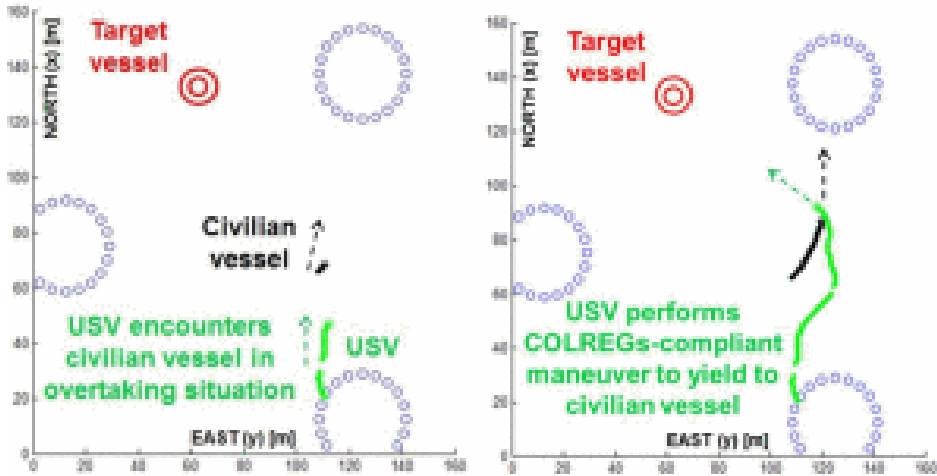 Target
vessel
NORTH (x) [m]
160
140
120
100
80
60
40
20
0
Civilian
vessel
USV encounters
civilian vessel in
overtaking situation
USV
EAST (y) [m]
0 20 40 60 80 100 120 140 160
Target
vessel
NORTH (x) [m]
160
140
120
100
80
60
40
20
0
USV performs
COLREGs-compliant
maneuver to yield to
civilian vessel
EAST (y) [m]
0 20 40 60 80 100 120 140 160